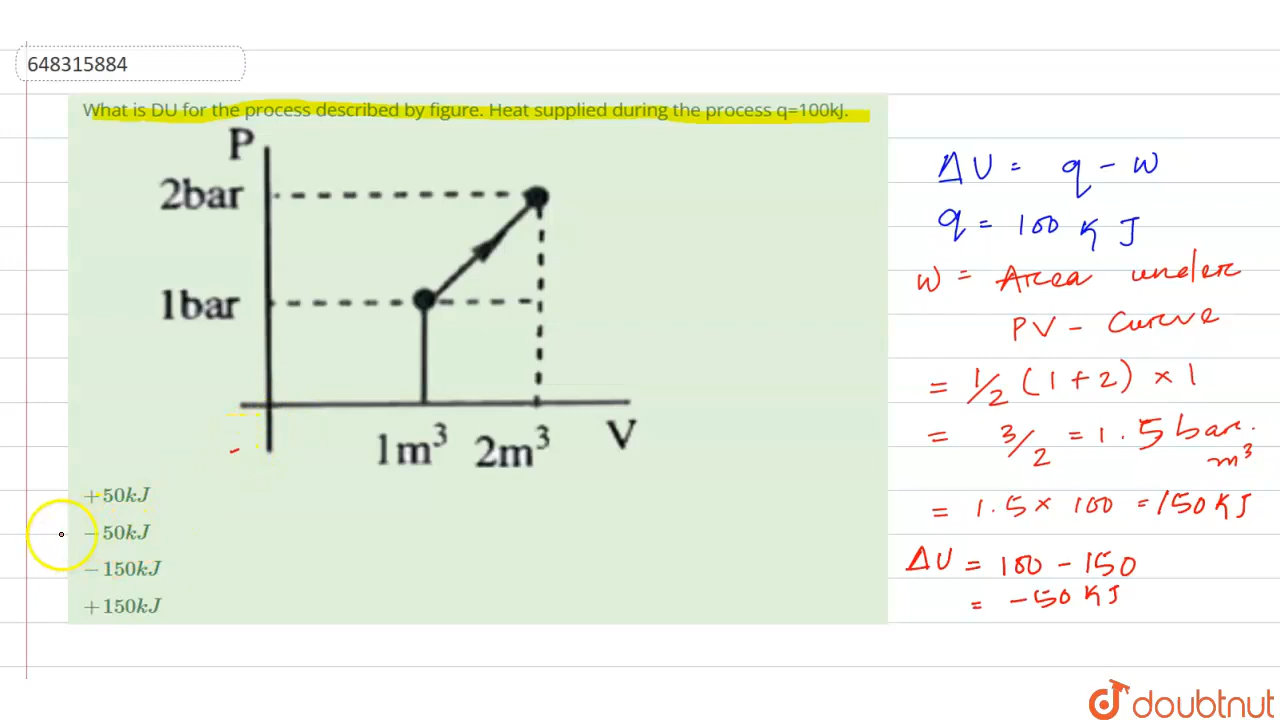 648315884
What is DU for the process described by figure. Heat supplied during the process q=100kJ.
P
2bar
1bar
1m³ 2m³ V
+50kJ
−50kJ
−150kJ
+150kJ
ΔU = q - w
q = 100 KJ
w = Area under
PV - Curve
= 1/2 (1+2) × 1
= 3/2 = 1.5 bar.
m³
= 1.5 × 100 = 150 KJ
ΔU = 100 - 150
= -50 KJ
doubtnut